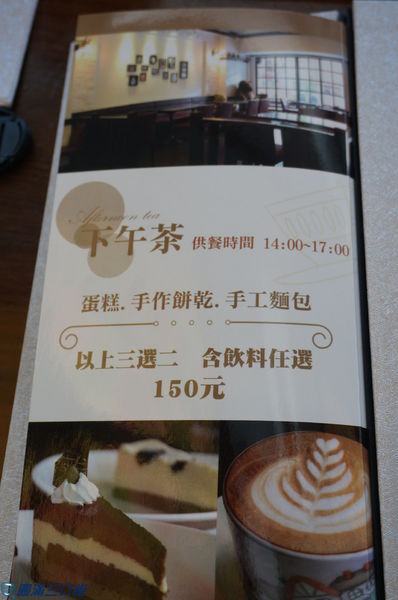 Afternoon tea
下午茶 供餐時間 14:00~17:00
蛋糕.手作餅乾.手工麵包
以上三選二 含飲料任選
150元